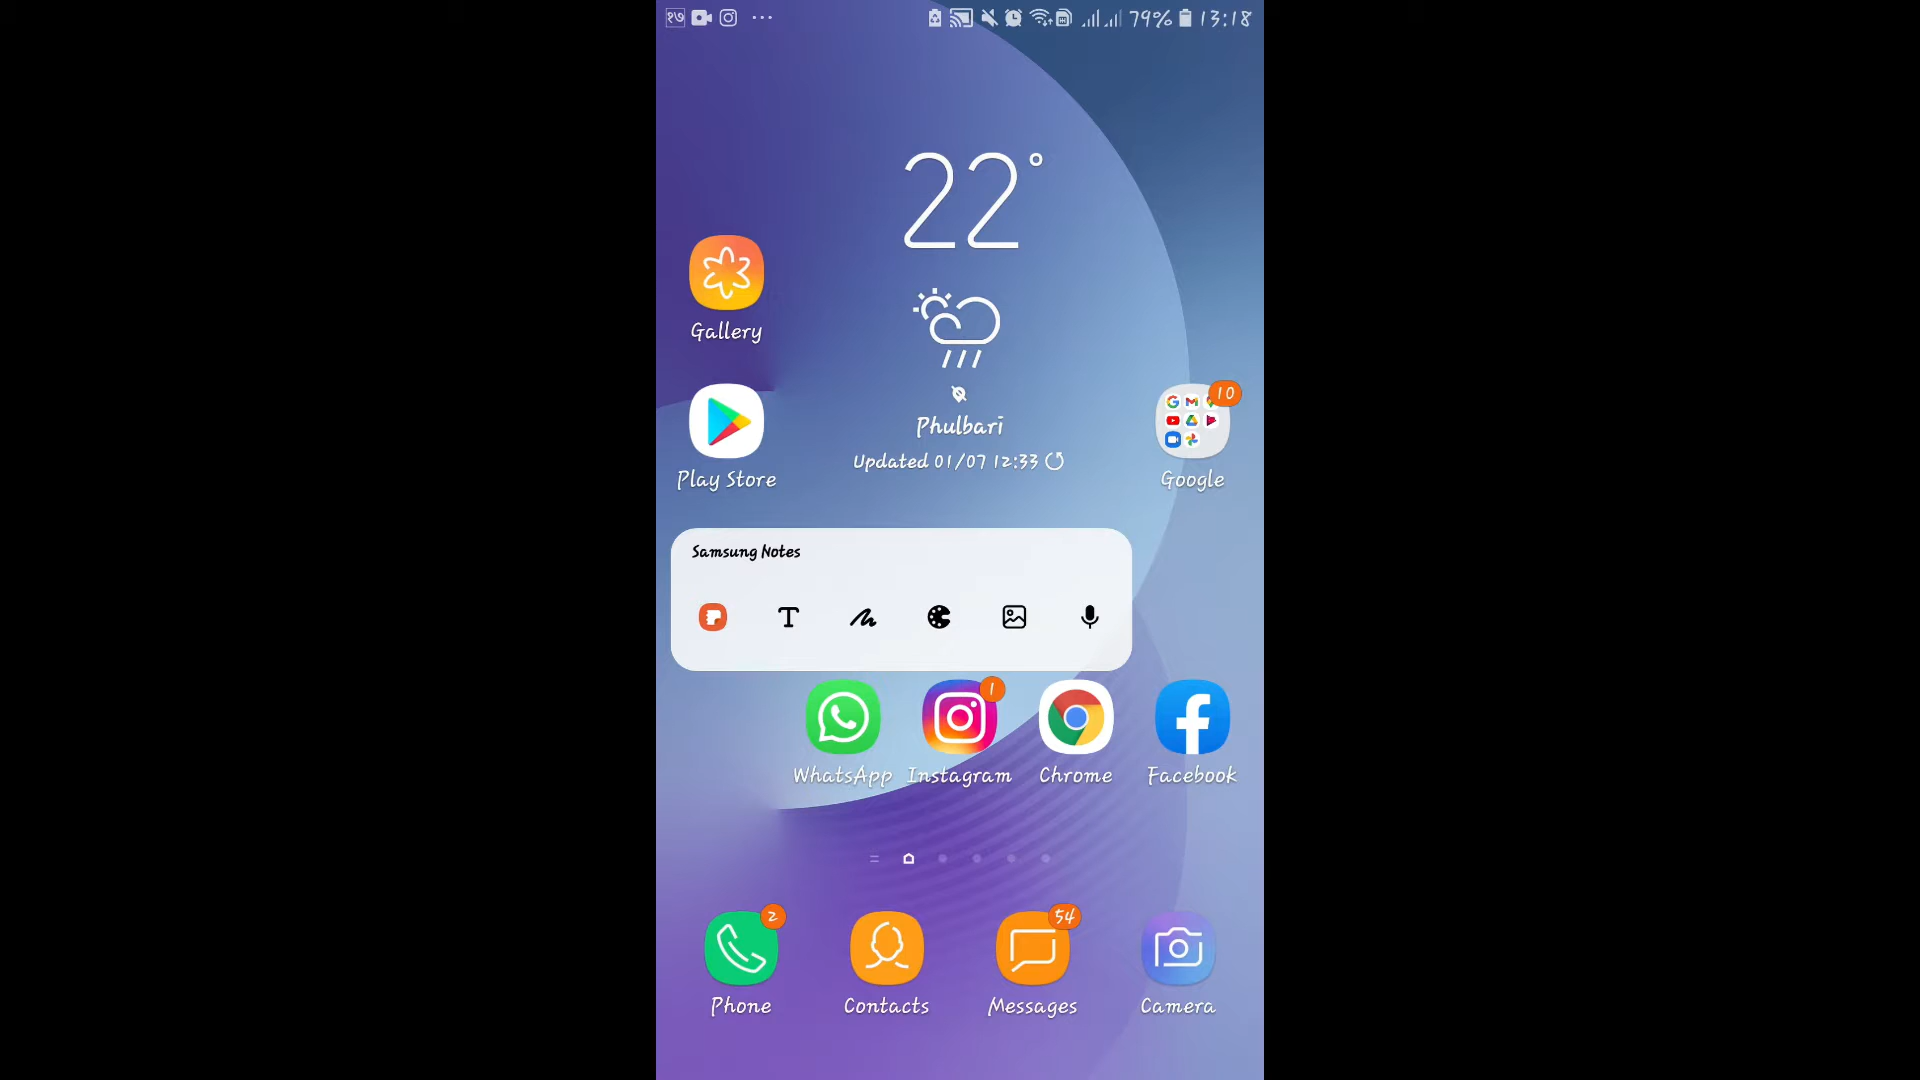 १७ 79% 13:18
22°
Gallery
Phulbari
Updated 01/07 12:33
10
Play Store
Google
Samsung Notes
T
1
WhatsApp Instagram Chrome Facebook
2
54
Phone Contacts Messages Camera